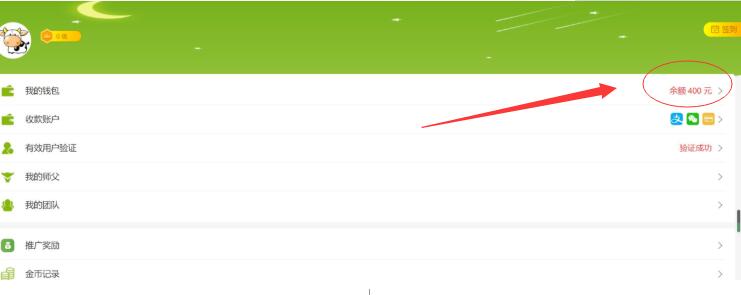 签到
我的钱包 余额 400 元
收款账户
有效用户验证 验证成功
我的师父
我的团队
推广奖励
金币记录